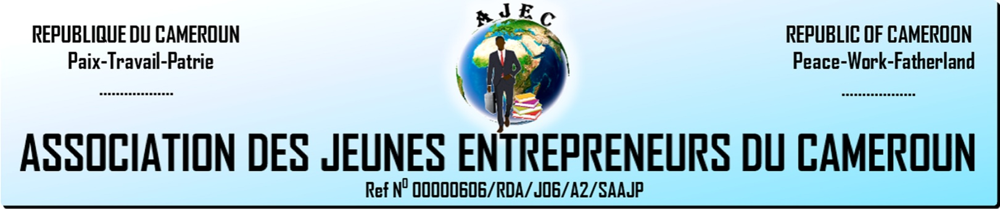 AJEC
REPUBLIQUE DU CAMEROUN
Paix-Travail-Patrie
..................
REPUBLIC OF CAMEROON
Peace-Work-Fatherland
..................
ASSOCIATION DES JEUNES ENTREPRENEURS DU CAMEROUN
Ref N⁰ 00000606/RDA/J06/A2/SAAJP